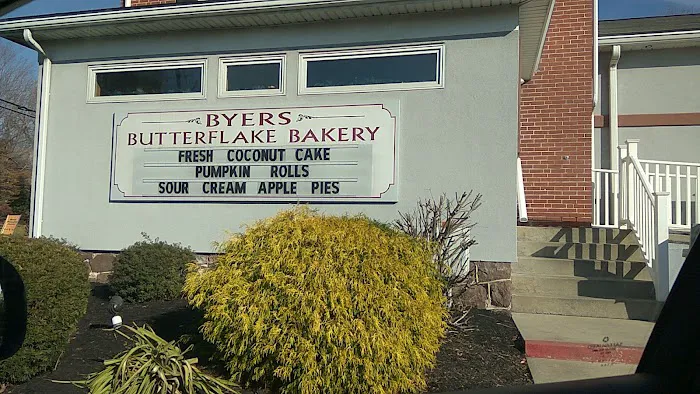 BYERS
BUTTERFLAKE BAKERY
FRESH COCONUT CAKE
PUMPKIN ROLLS
SOUR CREAM APPLE PIES